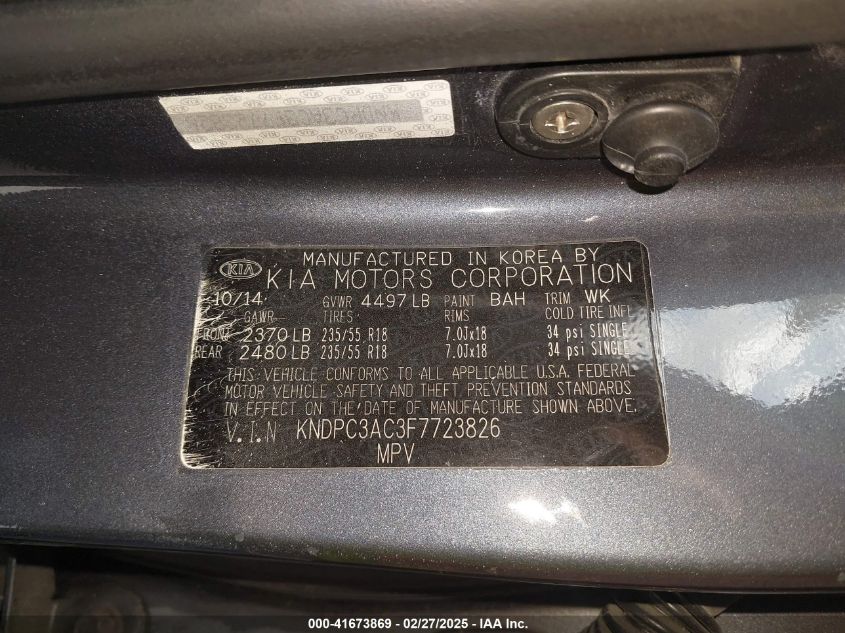 KIA
MANUFACTURED IN KOREA BY
KIA MOTORS CORPORATION
10/14 GVWR 4497 LB PAINT BAH TRIM WK
GAWR TIRES RIMS COLD TIRE INFL
FRONT 2370 LB 235/55 R18 7.0Jx18 34 psi SINGLE
REAR 2480 LB 235/55 R18 7.0Jx18 34 psi SINGLE
THIS VEHICLE CONFORMS TO ALL APPLICABLE U.S.A. FEDERAL
MOTOR VEHICLE SAFETY AND THEFT PREVENTION STANDARDS
IN EFFECT ON THE DATE OF MANUFACTURE SHOWN ABOVE.
V.I.N KNDPC3AC3F7723826
MPV
000-41673869 - 02/27/2025 - IAA Inc.